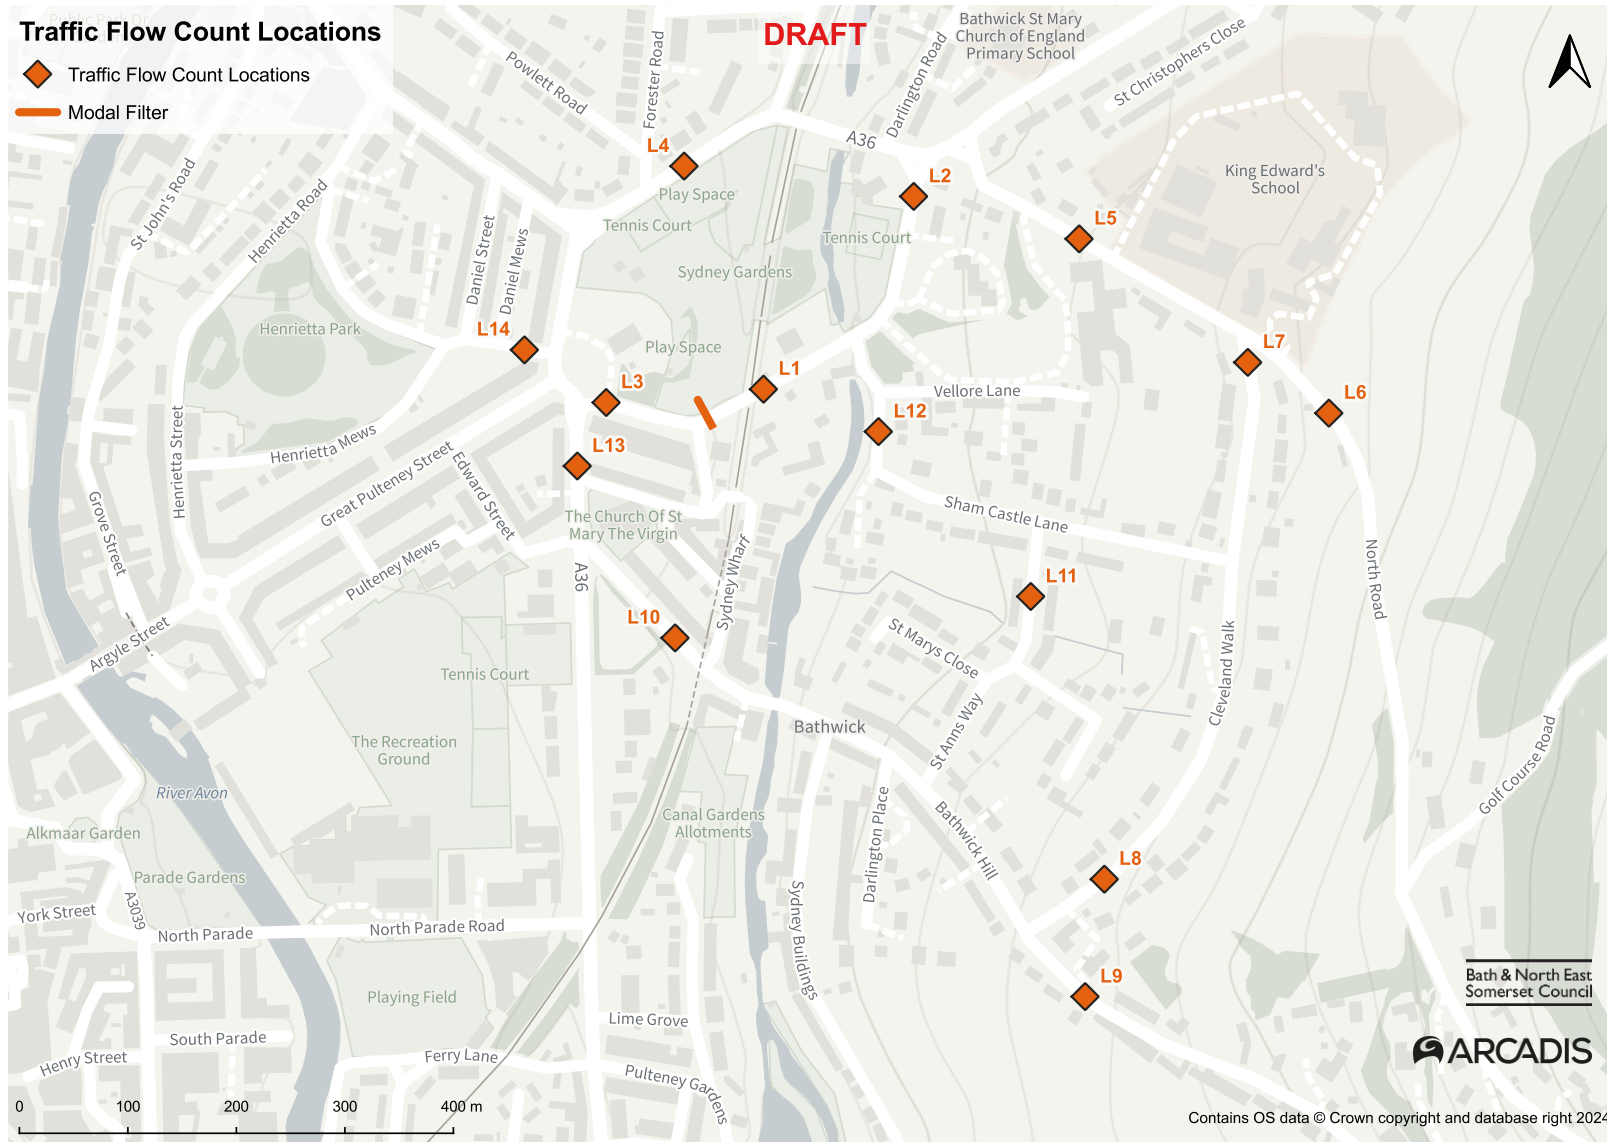 Traffic Flow Count Locations
Traffic Flow Count Locations
Modal Filter
DRAFT
Bathwick St Mary
Church of England
Primary School
St Christophers Close
Darlington Road
Powlett Road
Forester Road
A36
L4
L2
L5
King Edward's
School
Play Space
Tennis Court
Tennis Court
Sydney Gardens
St John's Road
Henrietta Road
Daniel Street
Daniel Mews
Henrietta Park
L14
Play Space
L3
L1
L7
L6
Vellore Lane
L12
L13
Henrietta Street
Henrietta Mews
Great Pulteney Street
Edward Street
The Church Of St
Mary The Virgin
Sham Castle Lane
Grove Street
Pulteney Mews
A36
Sydney Wharf
North Road
L11
L10
Argyle Street
St Marys Close
Cleveland Walk
Tennis Court
St Anns Way
Bathwick
The Recreation
Ground
Golf Course Road
River Avon
Canal Gardens
Allotments
Alkmaar Garden
Darlington Place
Bathwick Hill
L8
Parade Gardens
York Street
A3039
North Parade
North Parade Road
Sydney Buildings
L9
Playing Field
Bath & North East
Somerset Council
Lime Grove
South Parade
Henry Street
Ferry Lane
Pulteney Gardens
ARCADIS
0 100 200 300 400 m
Contains OS data © Crown copyright and database right 2024